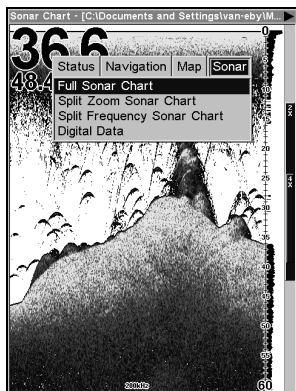 Sonar Chart - [C:\Documents and Settings\van-eby\M...
0
36.6
48.4
Status Navigation Map Sonar
Full Sonar Chart
Split Zoom Sonar Chart
Split Frequency Sonar Chart
Digital Data
2x
4x
20
25
30
35
40
45
50
55
200kHz
60